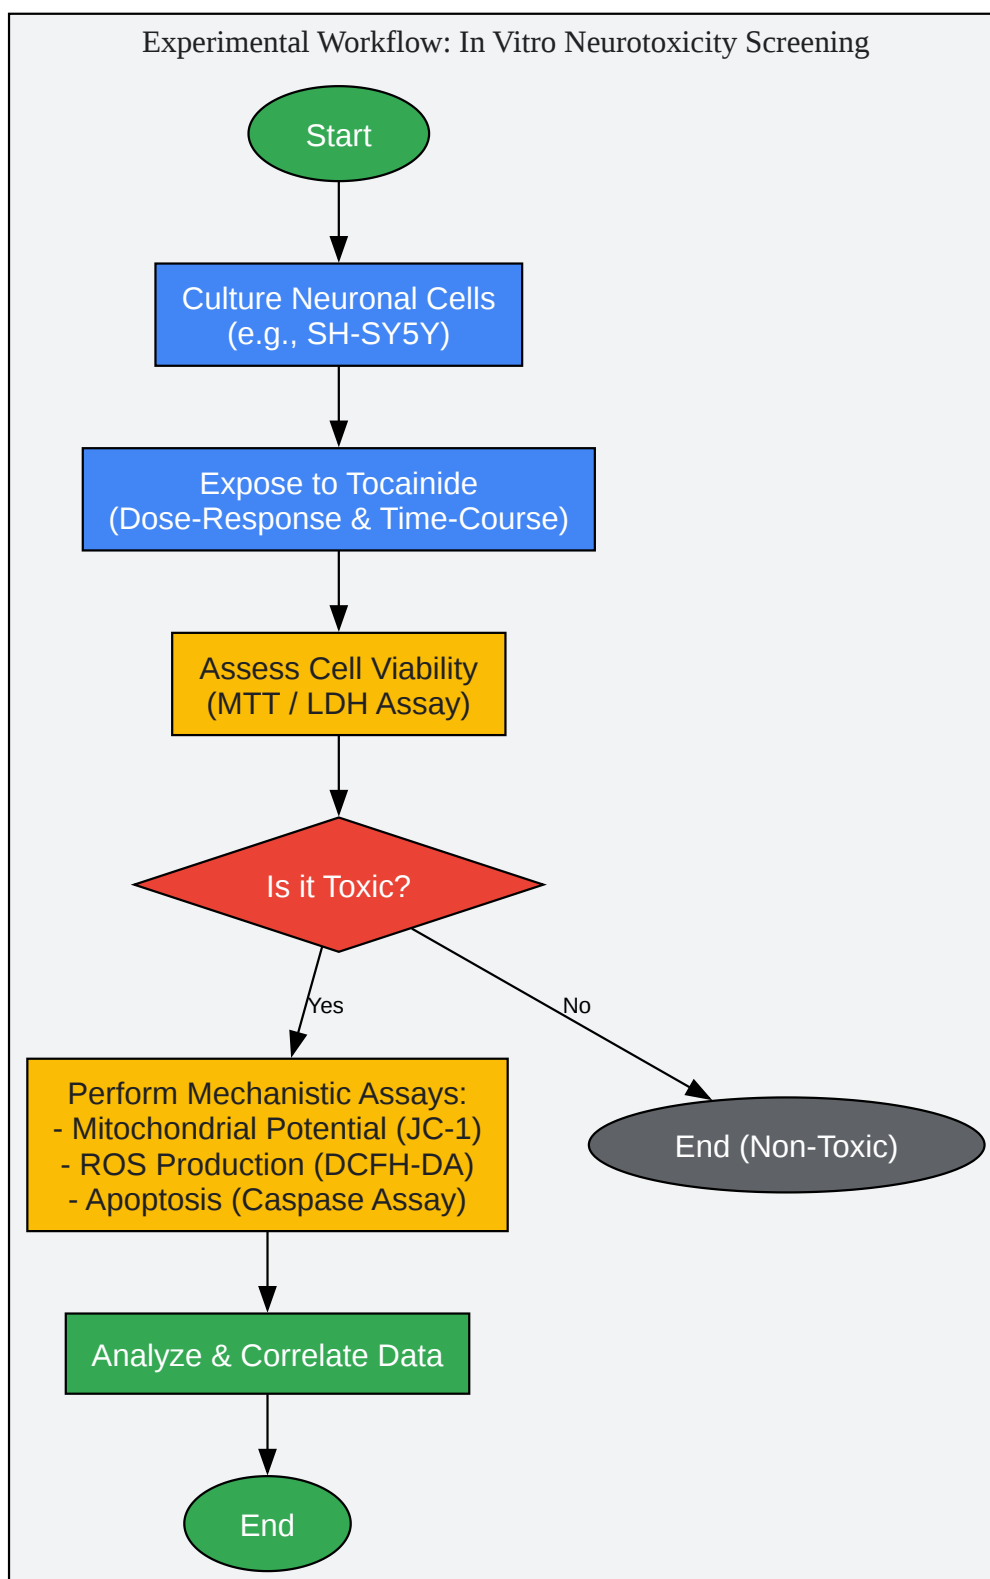 Experimental Workflow: In Vitro Neurotoxicity Screening
Start
Culture Neuronal Cells
(e.g., SH-SY5Y)
Expose to Tocainide
(Dose-Response & Time-Course)
Assess Cell Viability
(MTT / LDH Assay)
Is it Toxic?
Yes
No
Perform Mechanistic Assays:
- Mitochondrial Potential (JC-1)
- ROS Production (DCFH-DA)
- Apoptosis (Caspase Assay)
End (Non-Toxic)
Analyze & Correlate Data
End